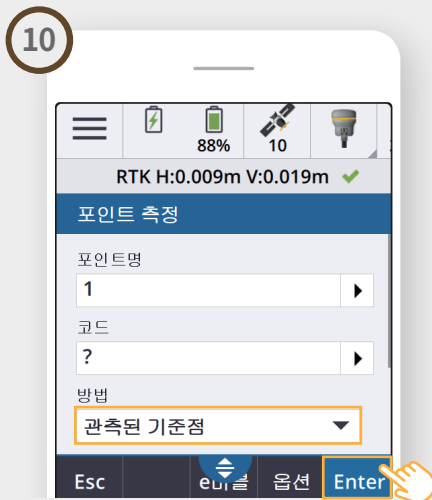 10
88%
10
RTK H:0.009m V:0.019m
포인트 측정
포인트명
1
코드
?
방법
관측된 기준점
Esc
옵션
Enter